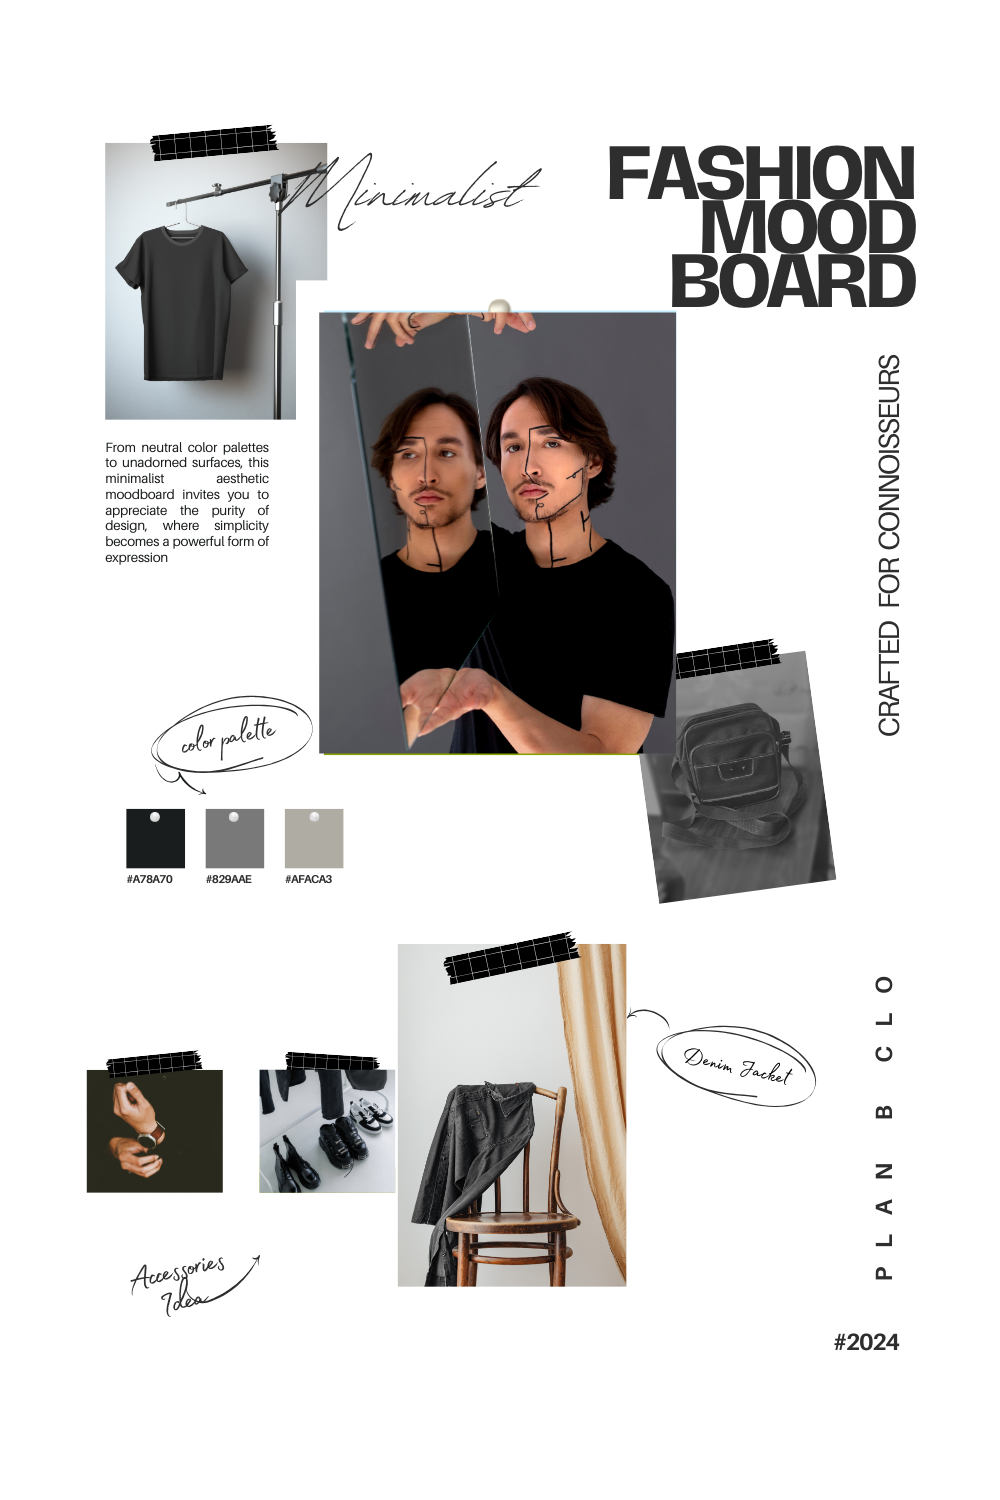 Minimalist
FASHION
MOOD
BOARD
From neutral color palettes
to unadorned surfaces, this
minimalist aesthetic
moodboard invites you to
appreciate the purity of
design, where simplicity
becomes a powerful form of
expression
CRAFTED FOR CONNOISSEURS
color palette
#A78A70
#829AAE
#AFACA3
Denim Jacket
PLAN B CLO
Accessories
Idea
#2024